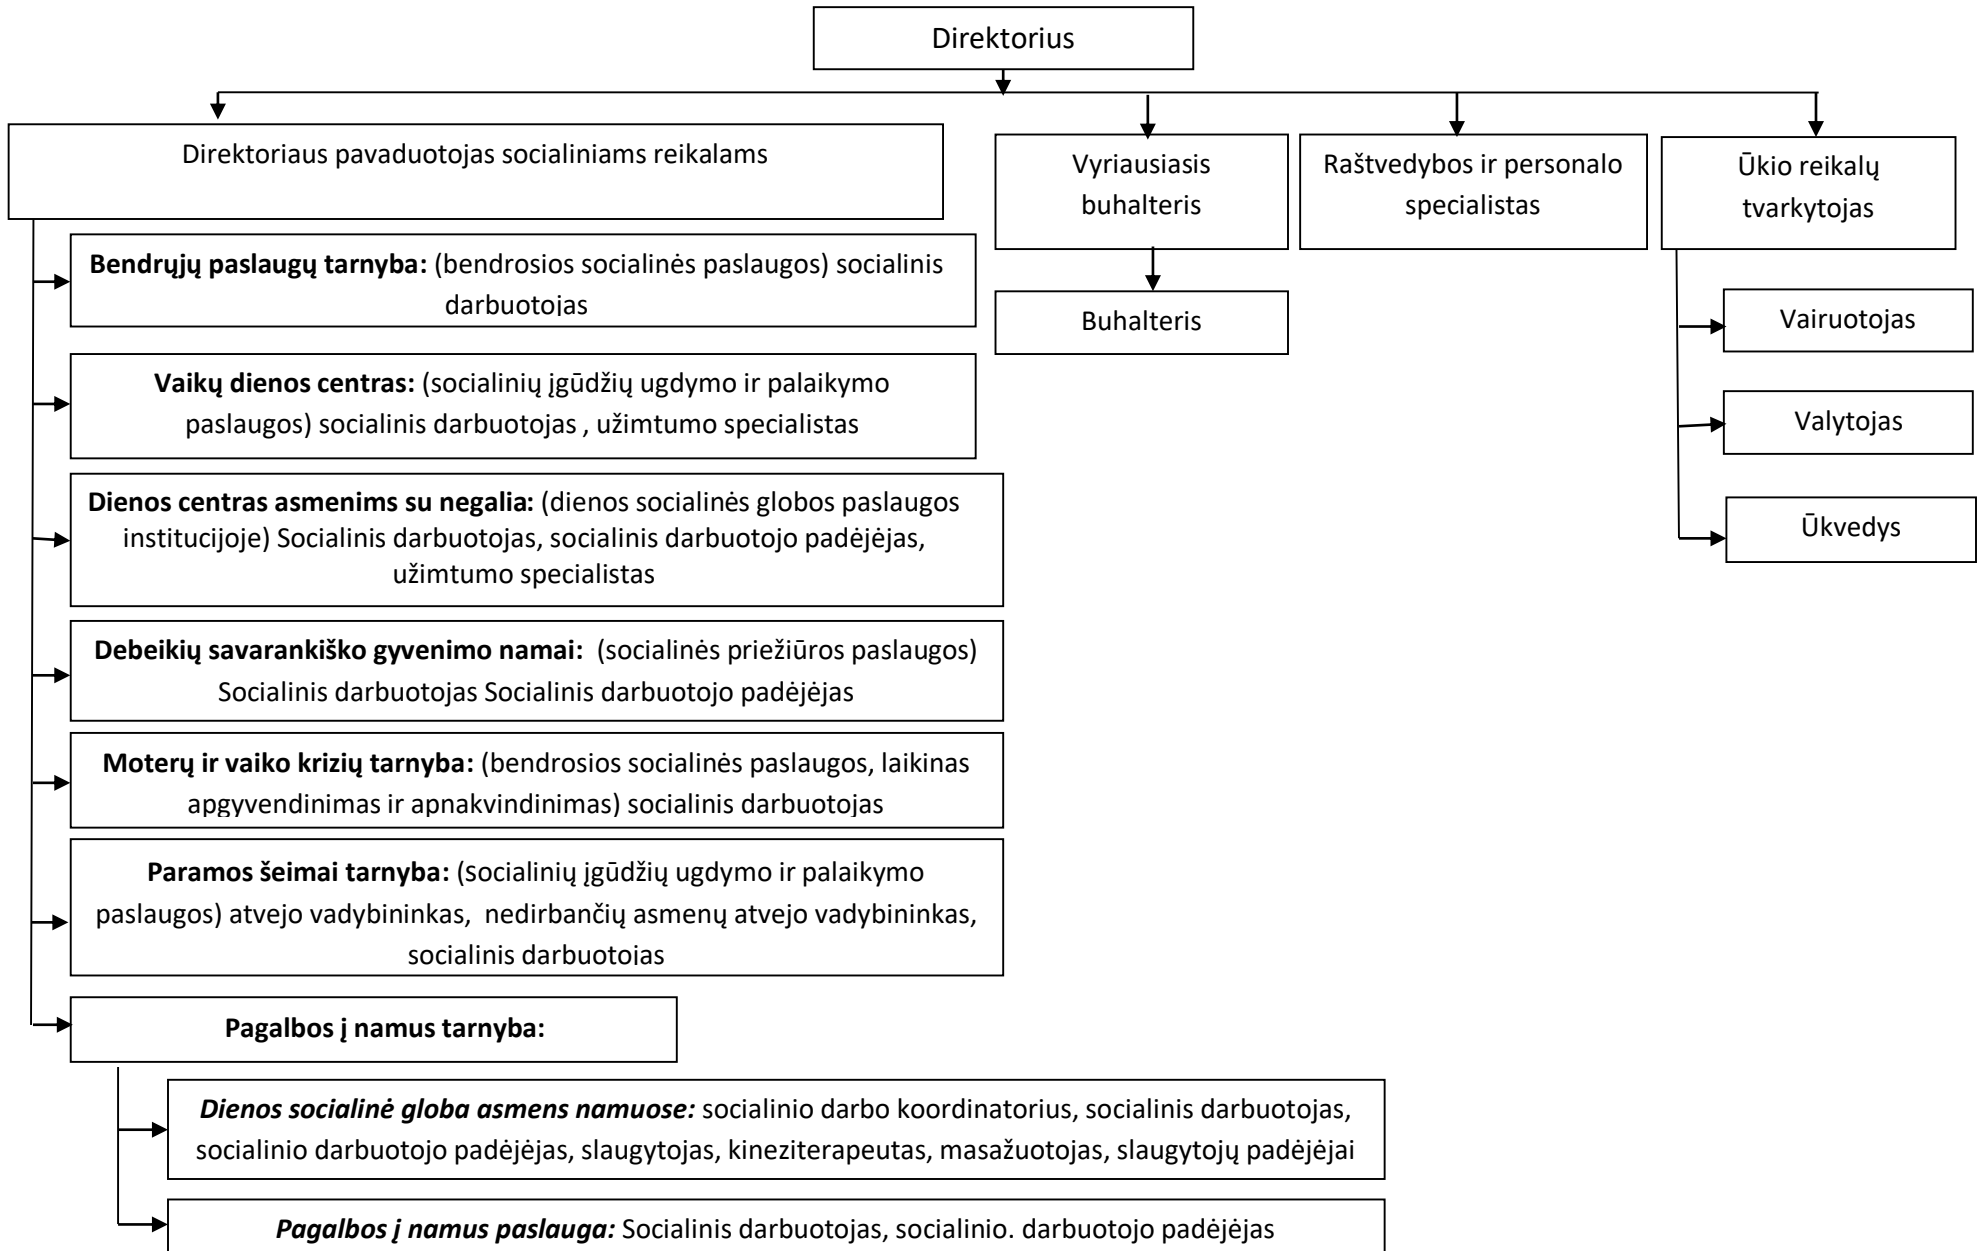 Direktorius
Direktoriaus pavaduotojas socialiniams reikalams
Vyriausiasis
buhalteris
Raštvedybos ir personalo
specialistas
Ūkio reikalų
tvarkytojas
Bendrųjų paslaugų tarnyba: (bendrosios socialinės paslaugos) socialinis
darbuotojas
Buhalteris
Vairuotojas
Valytojas
Ūkvedys
Vaikų dienos centras: (socialinių įgūdžių ugdymo ir palaikymo
paslaugos) socialinis darbuotojas , užimtumo specialistas
Dienos centras asmenims su negalia: (dienos socialinės globos paslaugos
institucijoje) Socialinis darbuotojas, socialinis darbuotojo padėjėjas,
užimtumo specialistas
Debeikių savarankiško gyvenimo namai:  (socialinės priežiūros paslaugos)
Socialinis darbuotojas Socialinis darbuotojo padėjėjas
Moterų ir vaiko krizių tarnyba: (bendrosios socialinės paslaugos, laikinas
apgyvendinimas ir apnakvindinimas) socialinis darbuotojas
Paramos šeimai tarnyba: (socialinių įgūdžių ugdymo ir palaikymo
paslaugos) atvejo vadybininkas,  nedirbančių asmenų atvejo vadybininkas,
socialinis darbuotojas
Pagalbos į namus tarnyba:
Dienos socialinė globa asmens namuose: socialinio darbo koordinatorius, socialinis darbuotojas,
socialinio darbuotojo padėjėjas, slaugytojas, kineziterapeutas, masažuotojas, slaugytojų padėjėjai
Pagalbos į namus paslauga: Socialinis darbuotojas, socialinio. darbuotojo padėjėjas